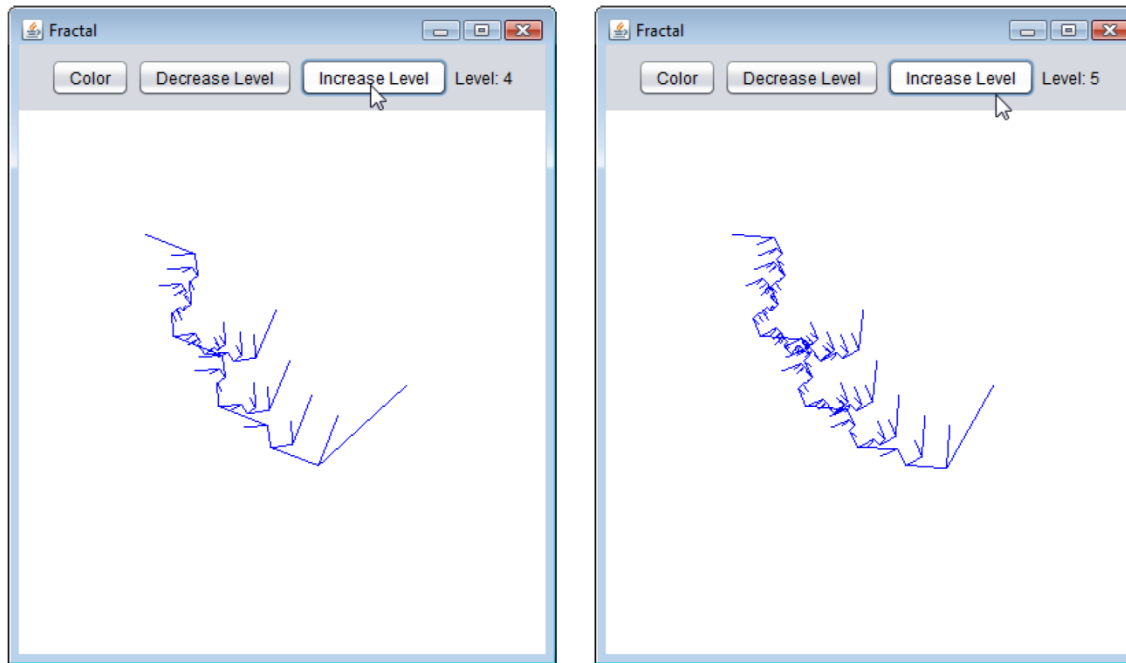 Fractal
Color Decrease Level Increase Level Level: 4
Fractal
Color Decrease Level Increase Level Level: 5